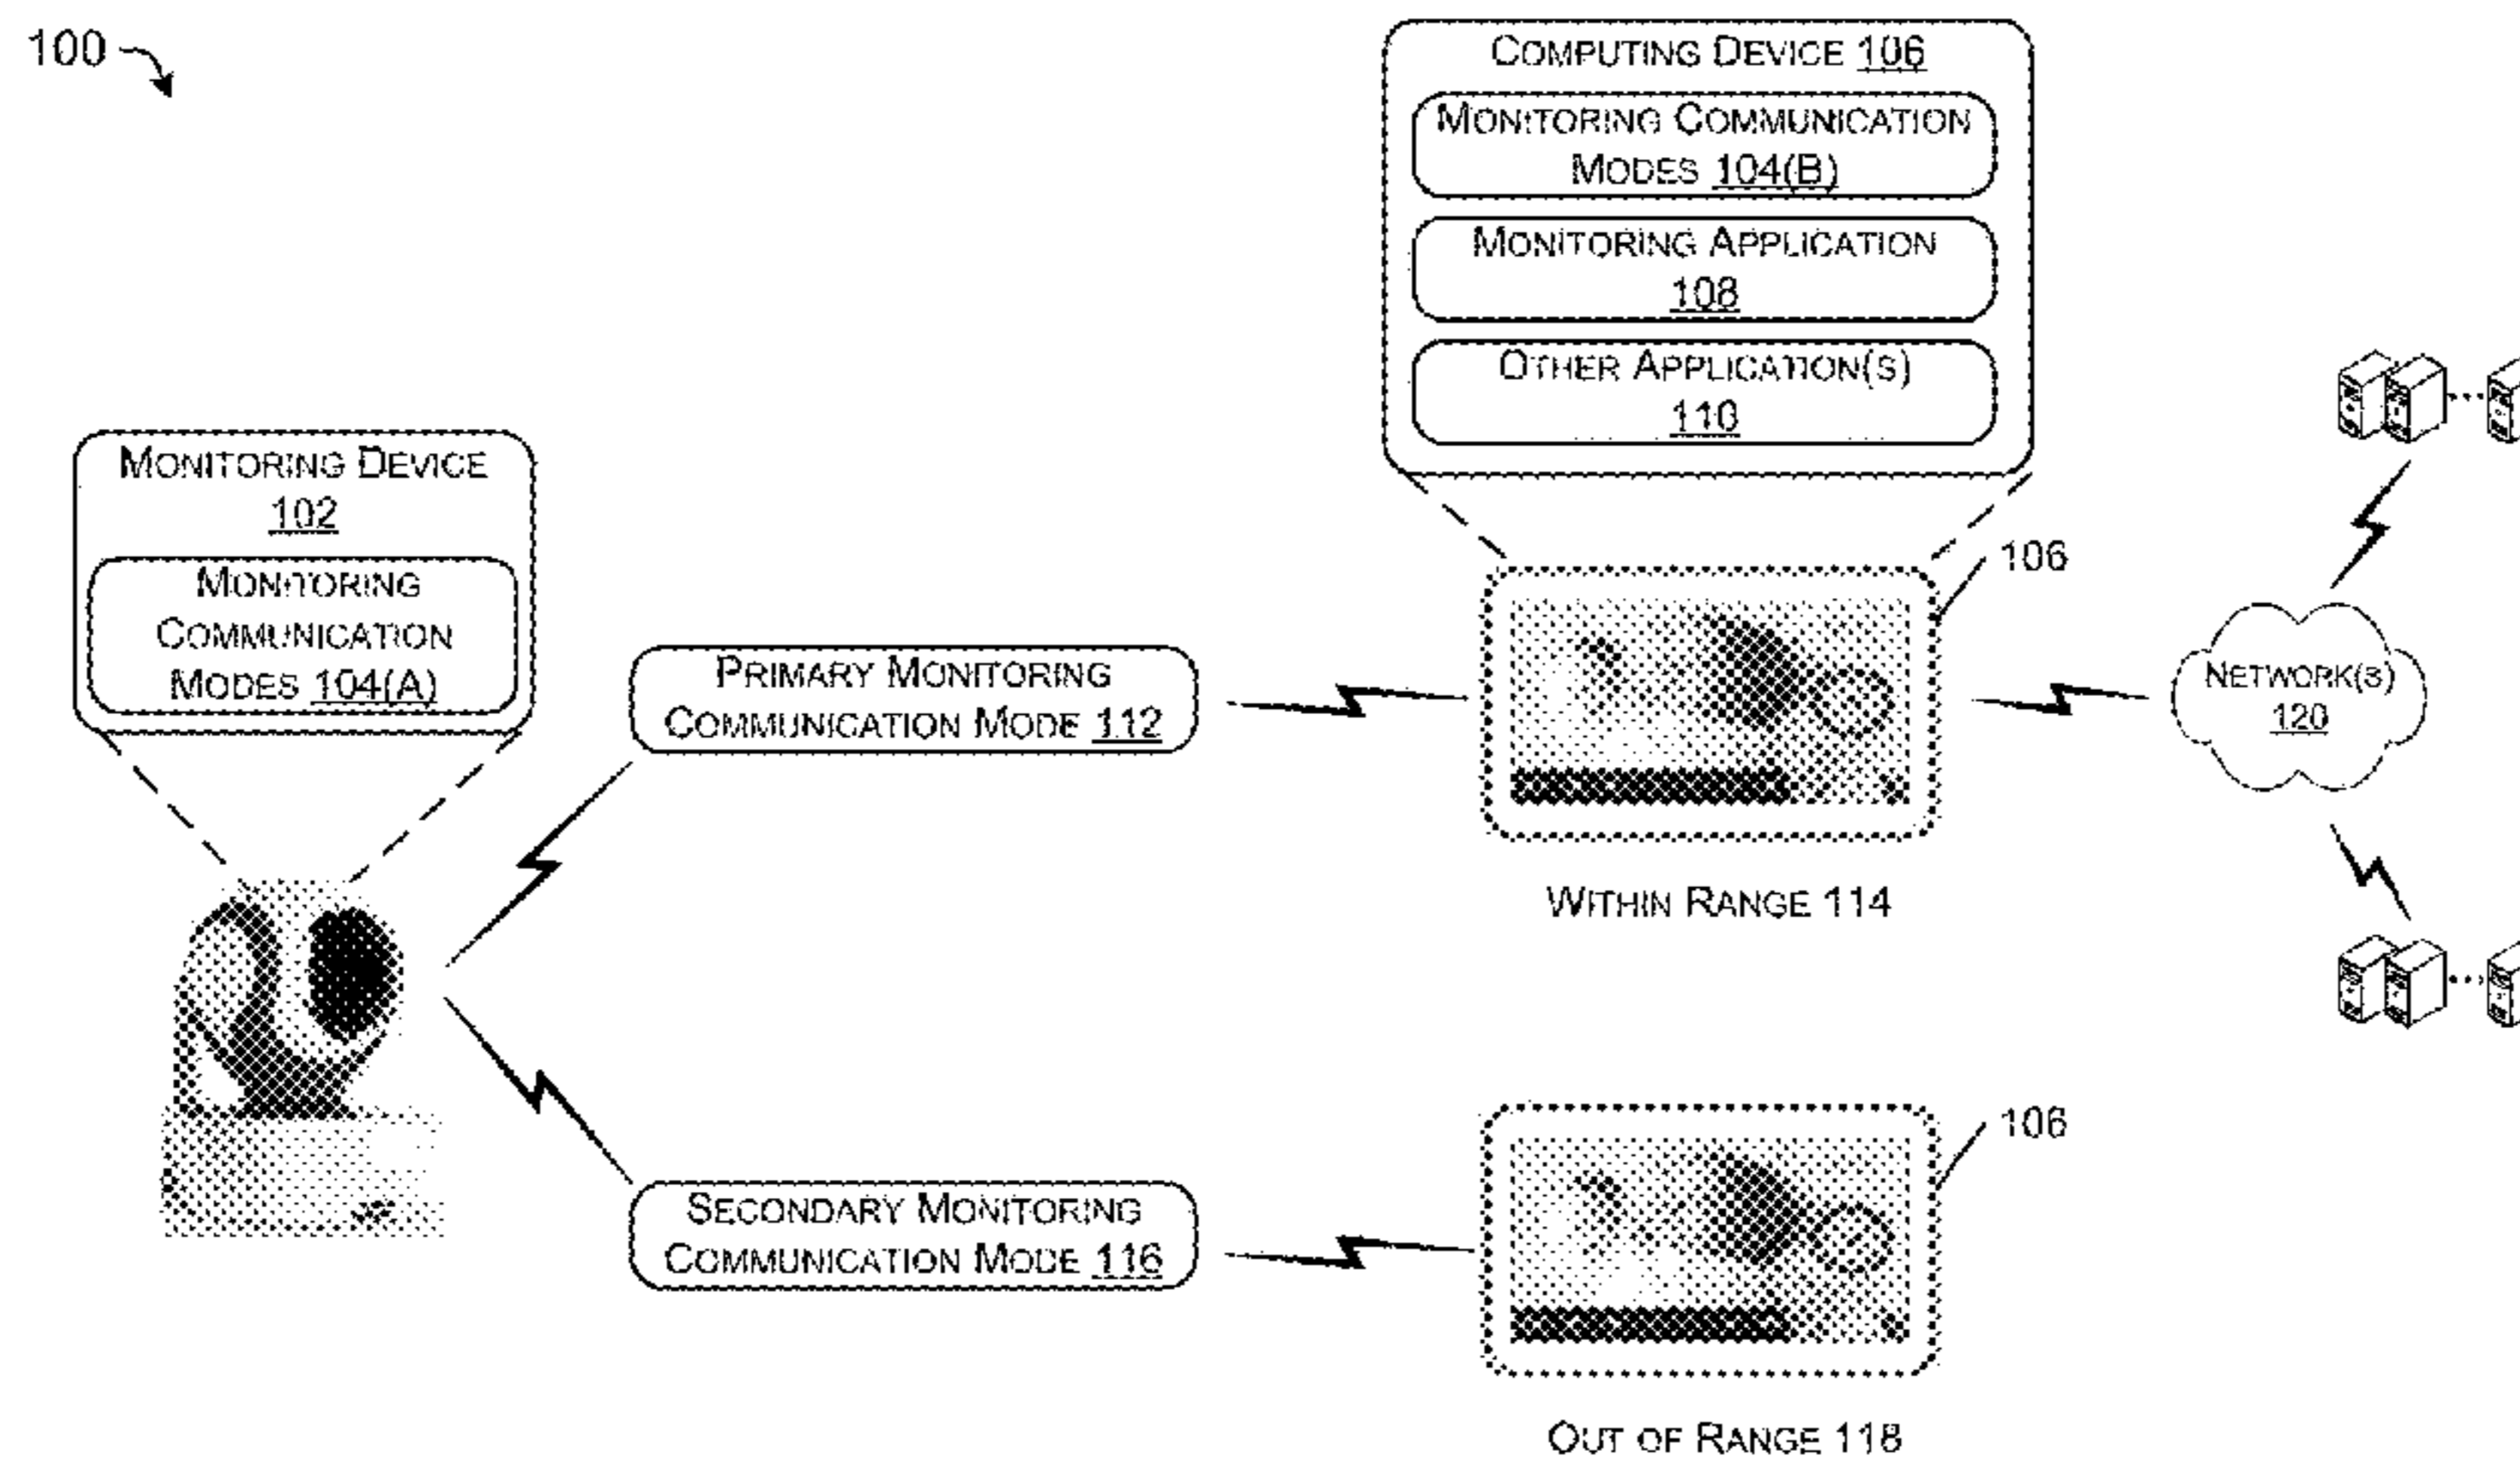 100
COMPUTING DEVICE 106
MONITORING COMMUNICATION
MODES 104(B)
MONITORING APPLICATION
108
OTHER APPLICATION(S)
110
MONITORING DEVICE
102
MONITORING
COMMUNICATION
MODES 104(A)
106
PRIMARY MONITORING
COMMUNICATION MODE 112
NETWORK(S)
120
WITHIN RANGE 114
106
SECONDARY MONITORING
COMMUNICATION MODE 116
OUT OF RANGE 118